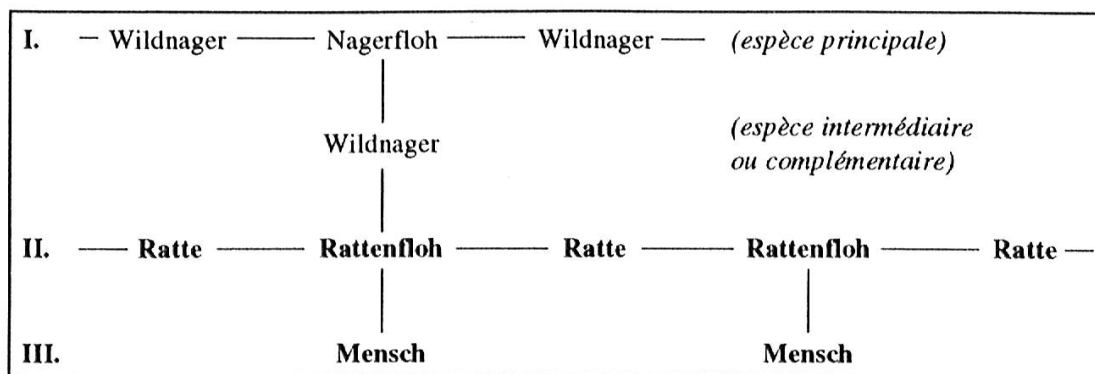 I. Wildnager Nagerfloh Wildnager (espèce principale)
Wildnager (espèce intermédiaire
ou complémentaire)
II. Ratte Rattenfloh Ratte Rattenfloh Ratte
III. Mensch Mensch